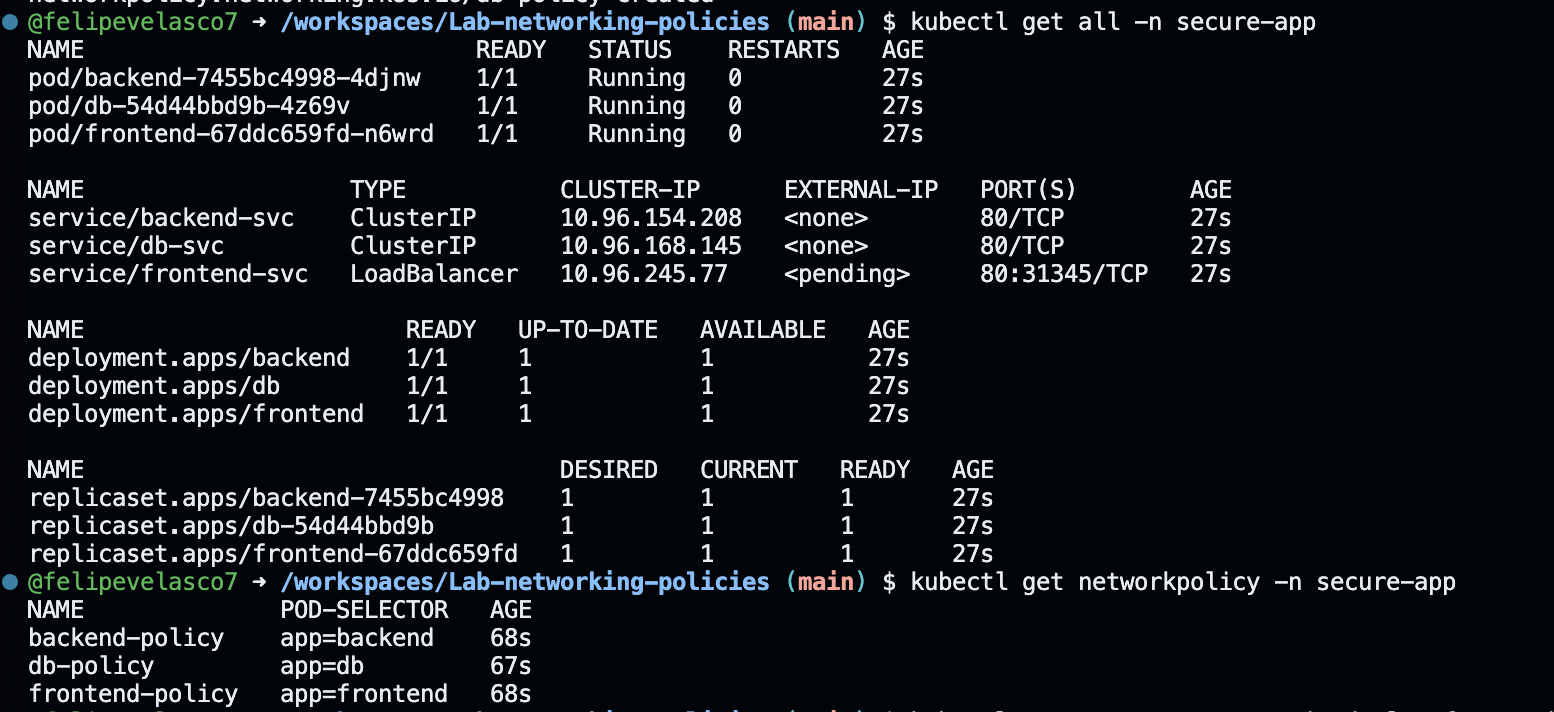 @felipevelasco7 ➜ /workspaces/Lab-networking-policies (main) $ kubectl get all -n secure-app
NAME READY STATUS RESTARTS AGE
pod/backend-7455bc4998-4djnw 1/1 Running 0 27s
pod/db-54d44bbd9b-4z69v 1/1 Running 0 27s
pod/frontend-67ddc659fd-n6wrd 1/1 Running 0 27s
NAME TYPE CLUSTER-IP EXTERNAL-IP PORT(S) AGE
service/backend-svc ClusterIP 10.96.154.208 <none> 80/TCP 27s
service/db-svc ClusterIP 10.96.168.145 <none> 80/TCP 27s
service/frontend-svc LoadBalancer 10.96.245.77 <pending> 80:31345/TCP 27s
NAME READY UP-TO-DATE AVAILABLE AGE
deployment.apps/backend 1/1 1 1 27s
deployment.apps/db 1/1 1 1 27s
deployment.apps/frontend 1/1 1 1 27s
NAME DESIRED CURRENT READY AGE
replicaset.apps/backend-7455bc4998 1 1 1 27s
replicaset.apps/db-54d44bbd9b 1 1 1 27s
replicaset.apps/frontend-67ddc659fd 1 1 1 27s
@felipevelasco7 ➜ /workspaces/Lab-networking-policies (main) $ kubectl get networkpolicy -n secure-app
NAME POD-SELECTOR AGE
backend-policy app=backend 68s
db-policy app=db 67s
frontend-policy app=frontend 68s